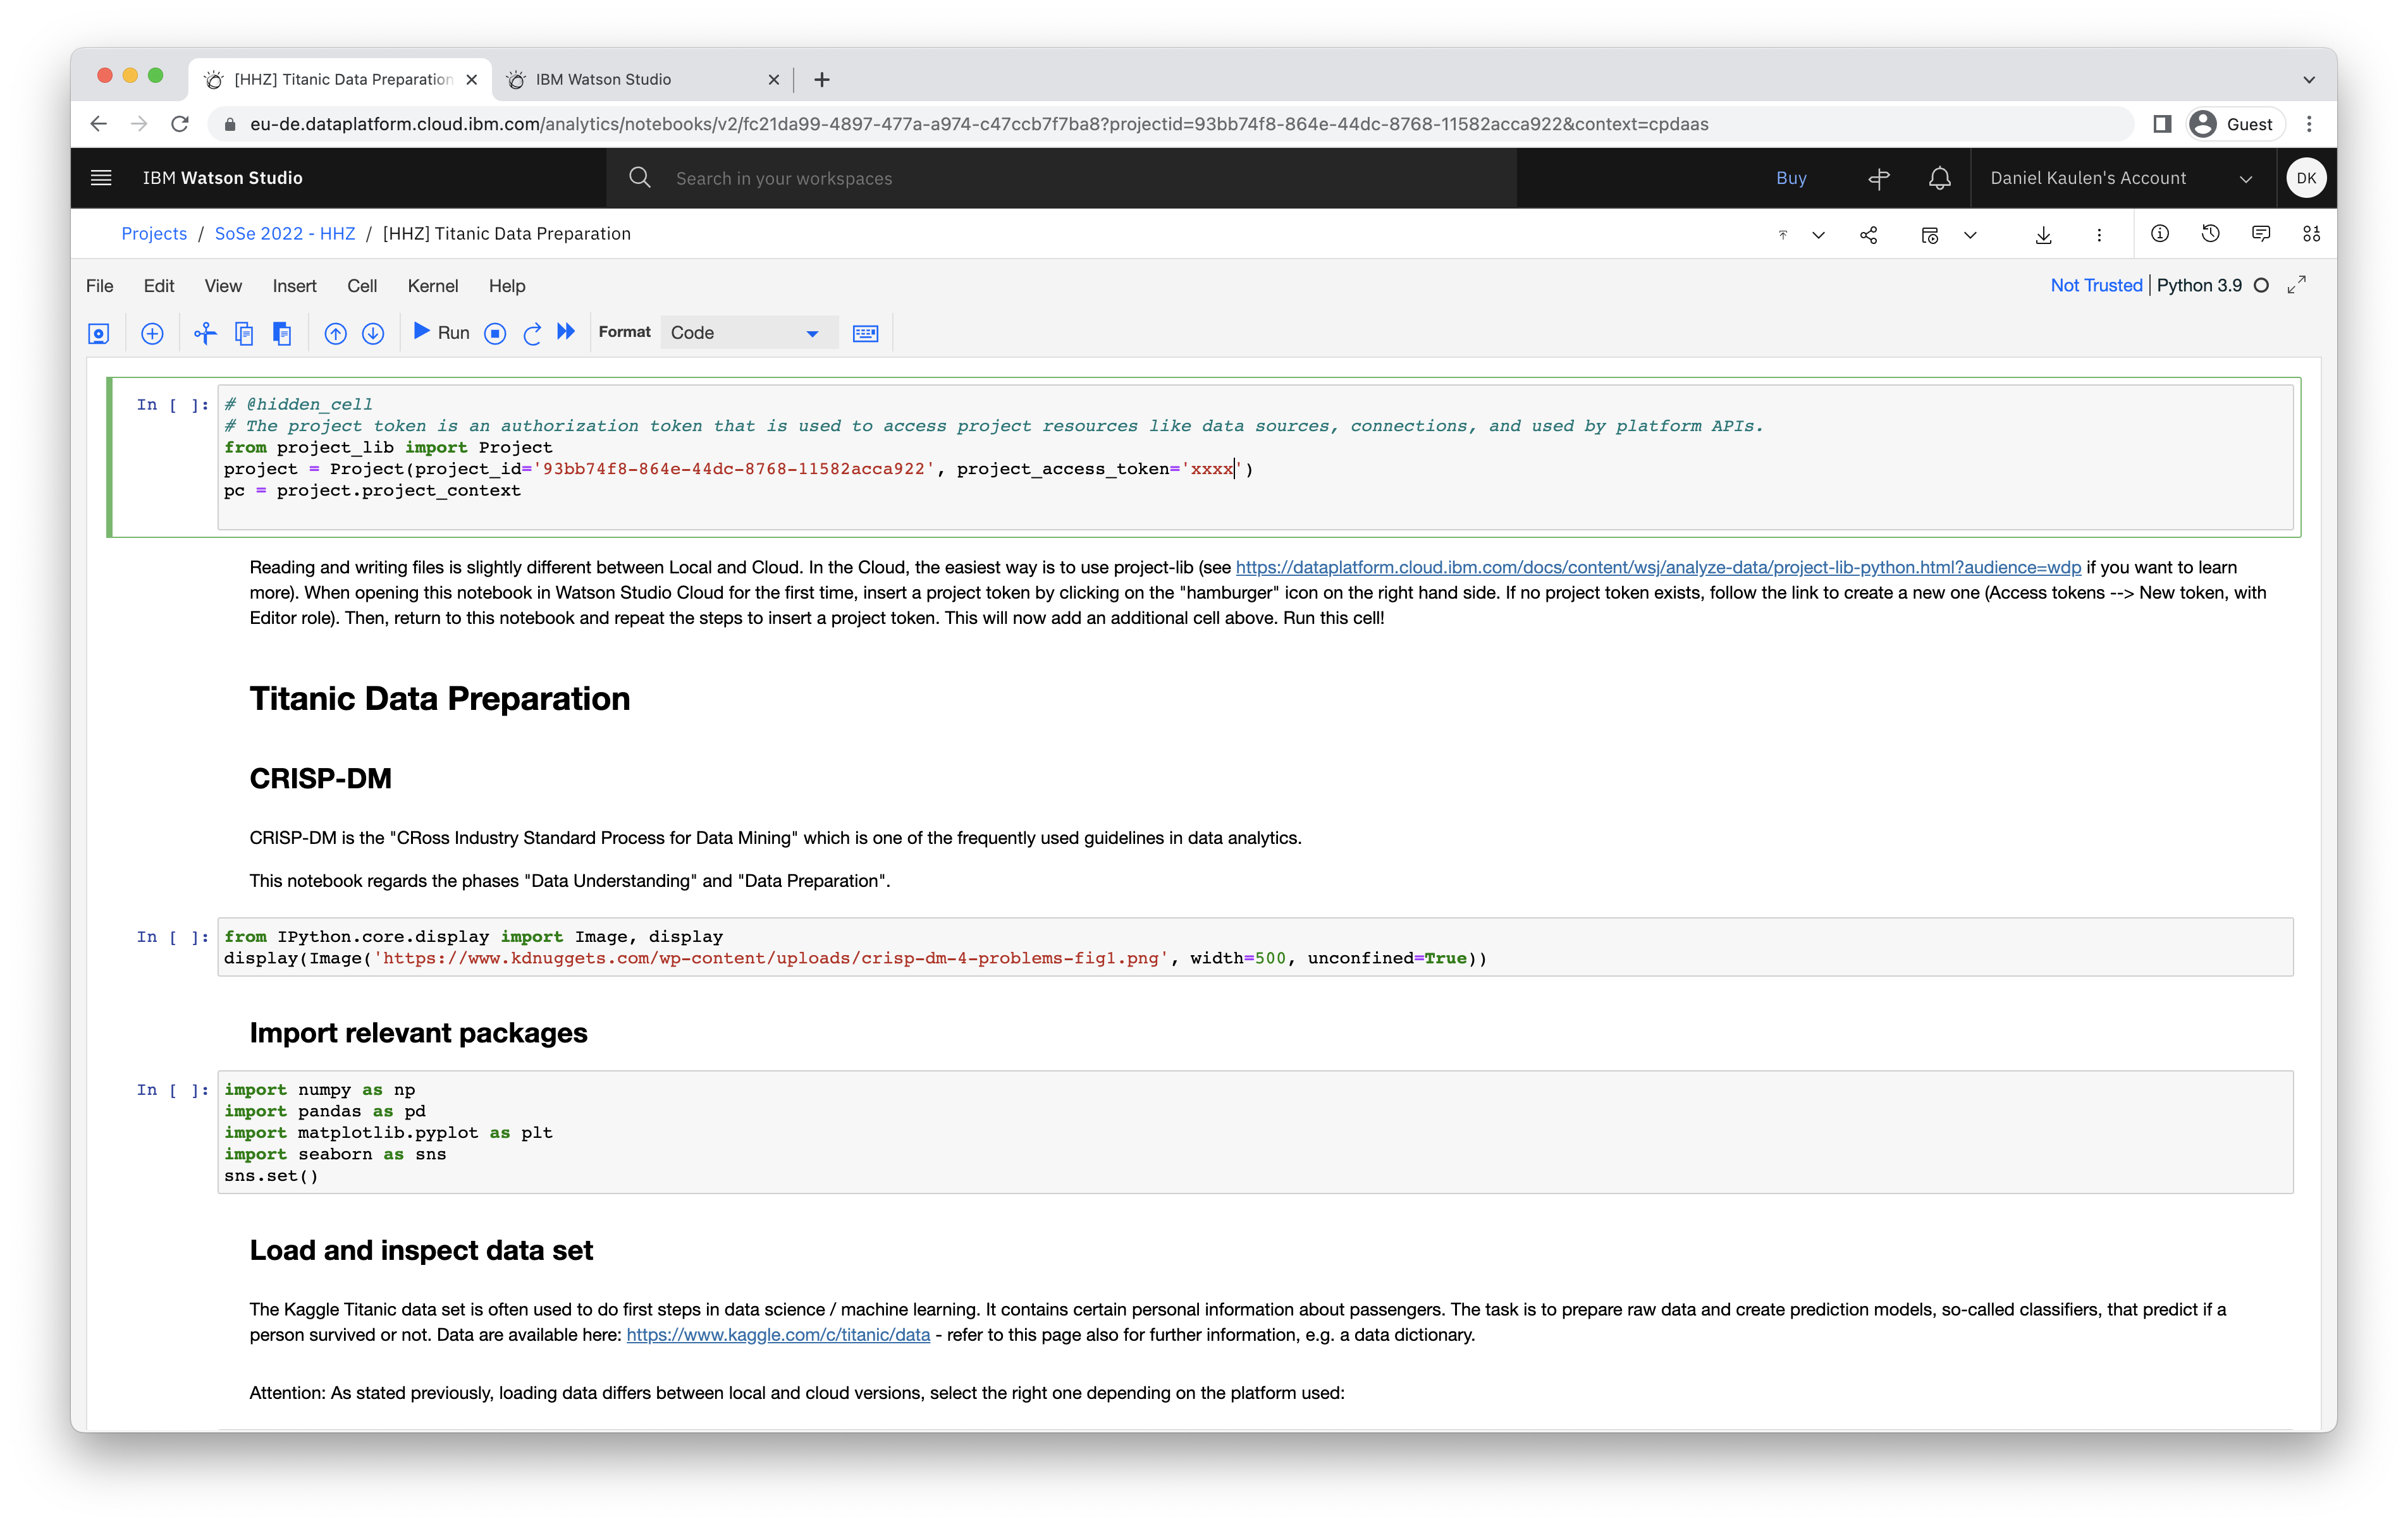 [HHZ] Titanic Data Preparation
IBM Watson Studio
eu-de.dataplatform.cloud.ibm.com/analytics/notebooks/v2/fc21da99-4897-477a-a974-c47ccb7f7ba8?projectid=93bb74f8-864e-44dc-8768-11582acca922&context=cpdaas
Guest
IBM Watson Studio
Search in your workspaces
Buy
Daniel Kaulen's Account
DK
Projects / SoSe 2022 - HHZ / [HHZ] Titanic Data Preparation
File Edit View Insert Cell Kernel Help
Not Trusted | Python 3.9
Run
Format
Code
In [ ]:
# @hidden_cell
# The project token is an authorization token that is used to access project resources like data sources, connections, and used by platform APIs.
from project_lib import Project
project = Project(project_id='93bb74f8-864e-44dc-8768-11582acca922', project_access_token='xxxx')
pc = project.project_context
Reading and writing files is slightly different between Local and Cloud. In the Cloud, the easiest way is to use project-lib (see https://dataplatform.cloud.ibm.com/docs/content/wsj/analyze-data/project-lib-python.html?audience=wdp if you want to learn
more). When opening this notebook in Watson Studio Cloud for the first time, insert a project token by clicking on the "hamburger" icon on the right hand side. If no project token exists, follow the link to create a new one (Access tokens --> New token, with
Editor role). Then, return to this notebook and repeat the steps to insert a project token. This will now add an additional cell above. Run this cell!
Titanic Data Preparation
CRISP-DM
CRISP-DM is the "CRoss Industry Standard Process for Data Mining" which is one of the frequently used guidelines in data analytics.
This notebook regards the phases "Data Understanding" and "Data Preparation".
In [ ]:
from IPython.core.display import Image, display
display(Image('https://www.kdnuggets.com/wp-content/uploads/crisp-dm-4-problems-fig1.png', width=500, unconfined=True))
Import relevant packages
In [ ]:
import numpy as np
import pandas as pd
import matplotlib.pyplot as plt
import seaborn as sns
sns.set()
Load and inspect data set
The Kaggle Titanic data set is often used to do first steps in data science / machine learning. It contains certain personal information about passengers. The task is to prepare raw data and create prediction models, so-called classifiers, that predict if a
person survived or not. Data are available here: https://www.kaggle.com/c/titanic/data - refer to this page also for further information, e.g. a data dictionary.
Attention: As stated previously, loading data differs between local and cloud versions, select the right one depending on the platform used: